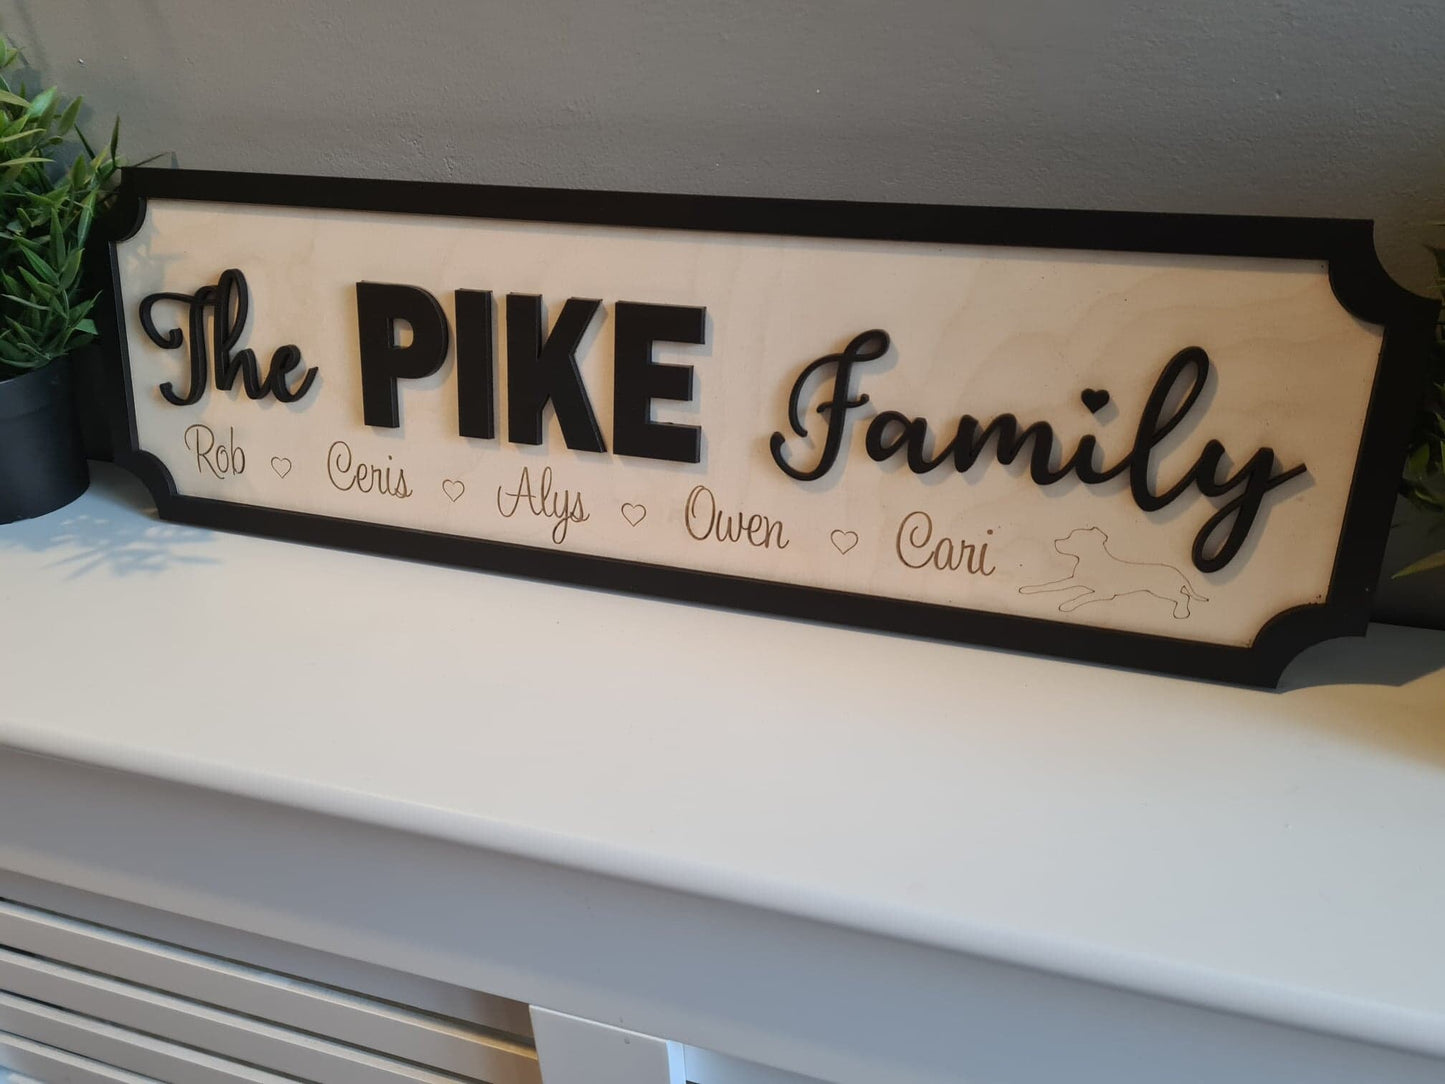 The PIKE Family
Rob ♡ Ceris ♡ Alys ♡ Owen ♡ Cari